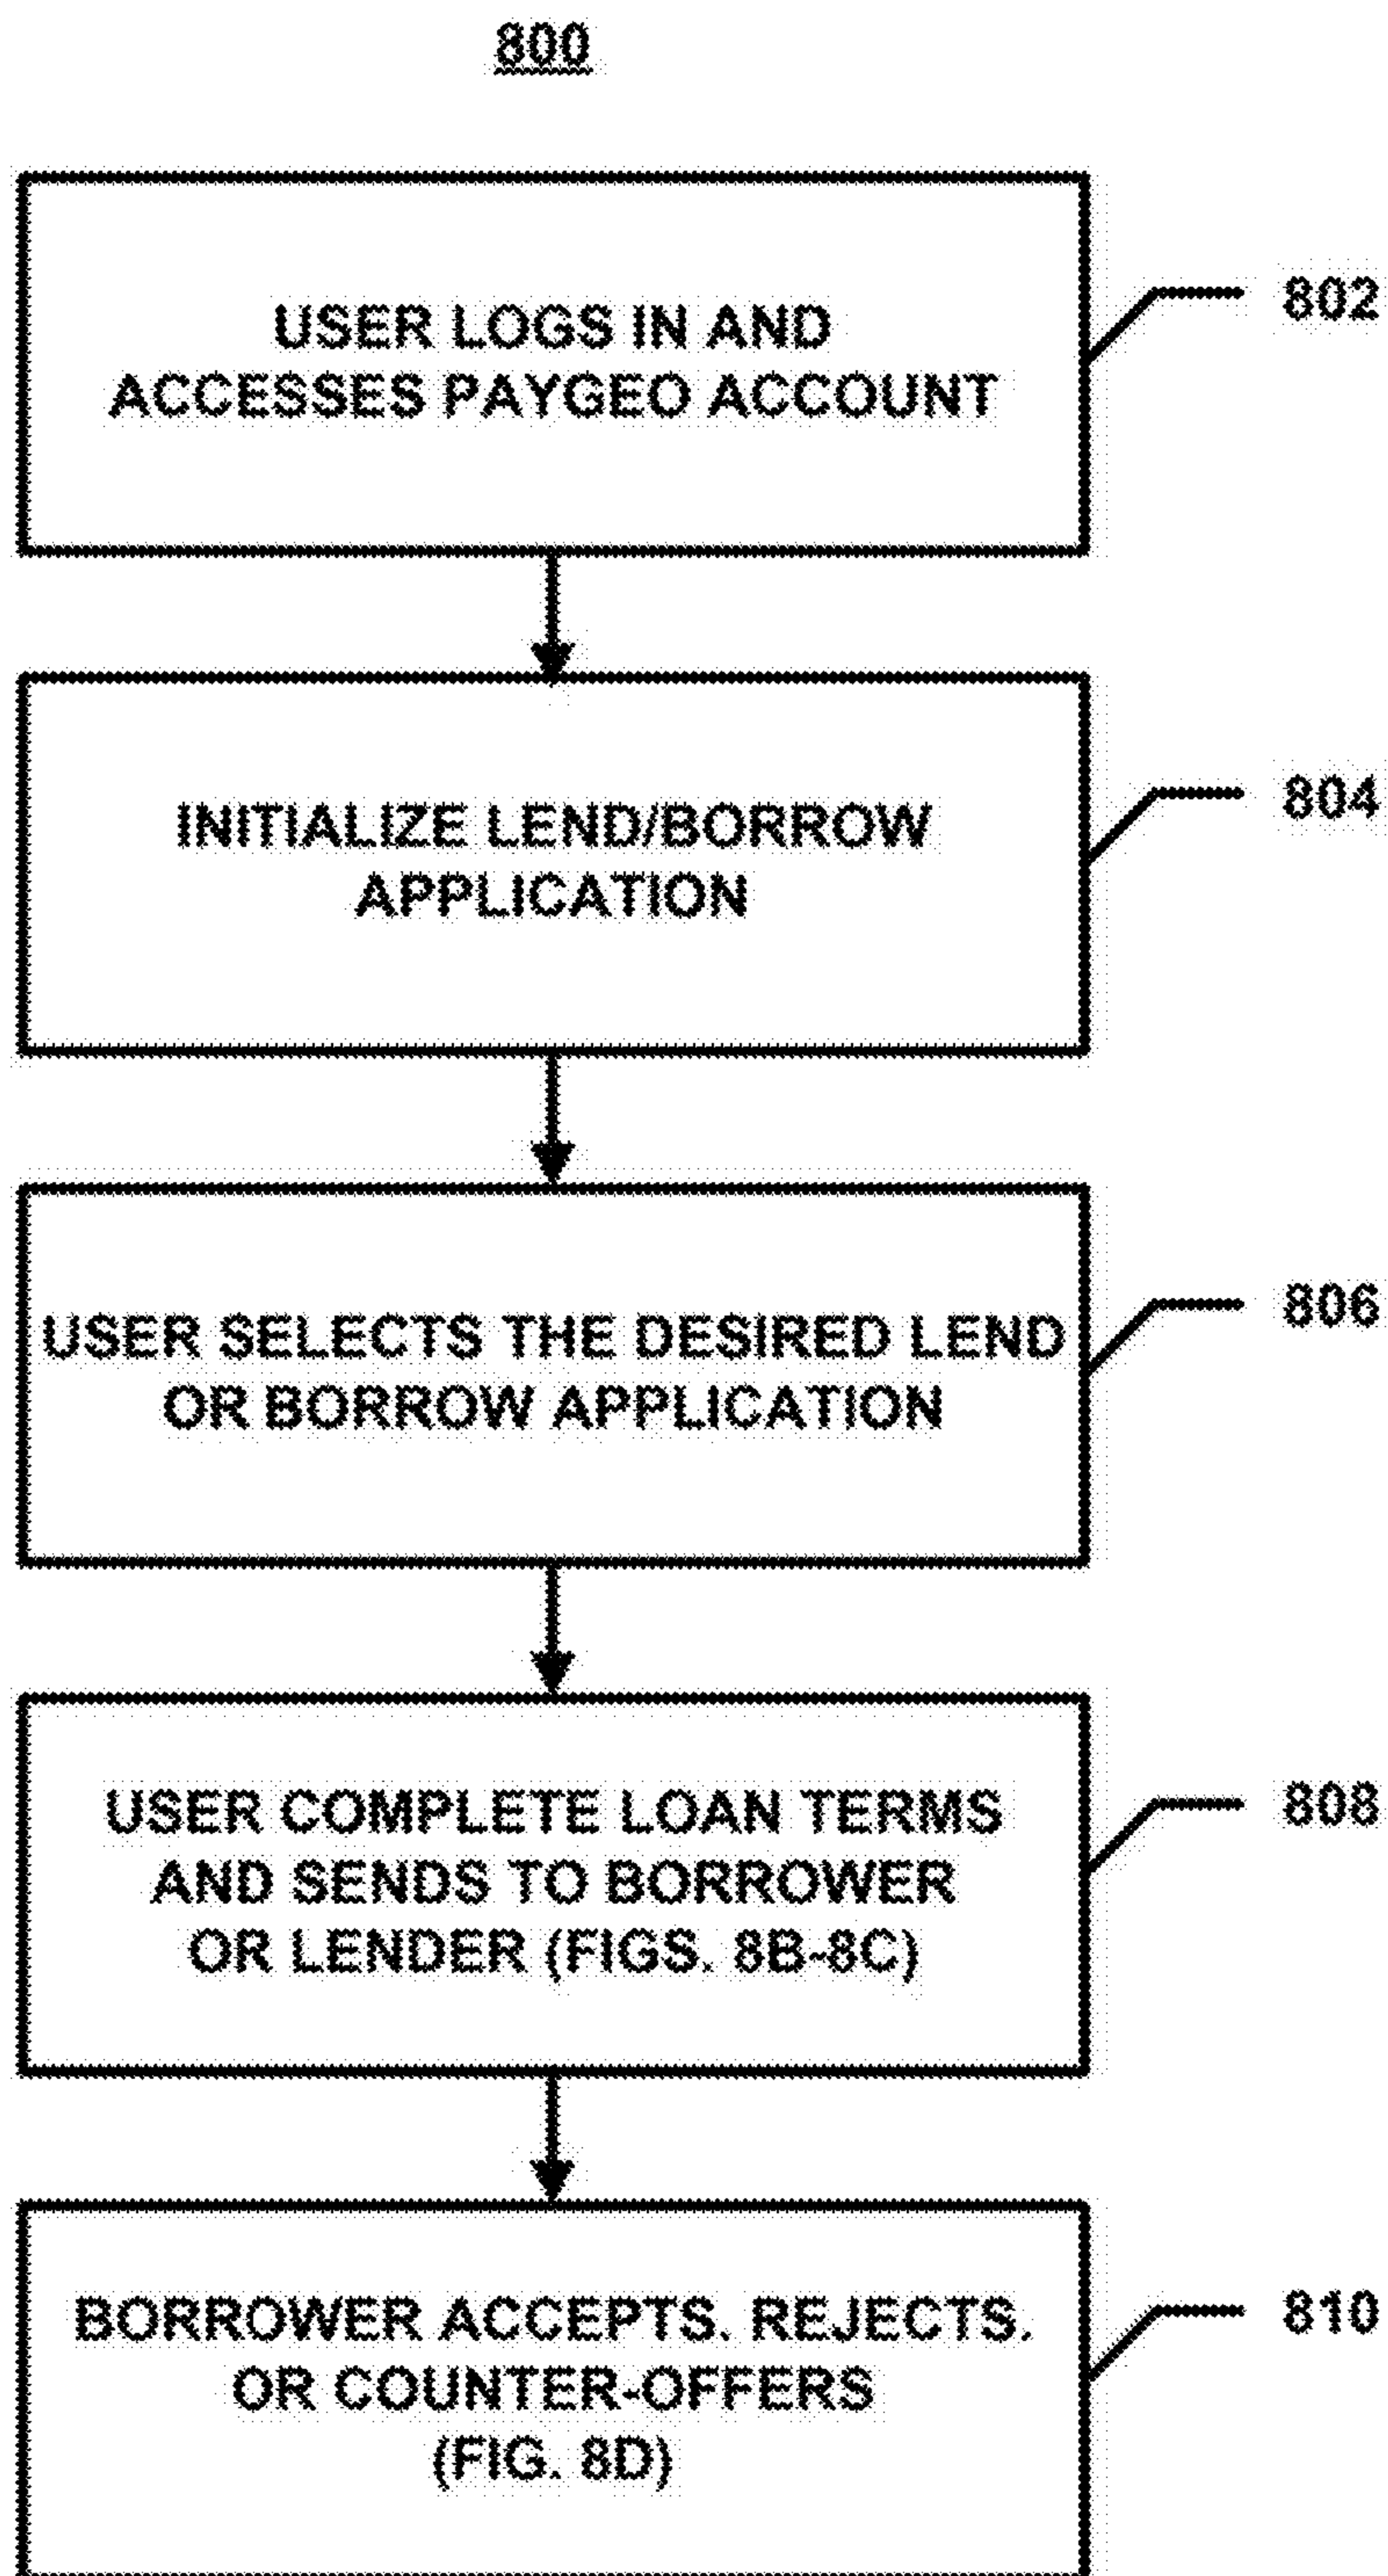 800
USER LOGS IN AND
ACCESSES PAYGEO ACCOUNT
802
INITIALIZE LEND/BORROW
APPLICATION
804
USER SELECTS THE DESIRED LEND
OR BORROW APPLICATION
806
USER COMPLETE LOAN TERMS
AND SENDS TO BORROWER
OR LENDER (FIGS. 8B-8C)
808
BORROWER ACCEPTS. REJECTS.
OR COUNTER-OFFERS
(FIG. 8D)
810